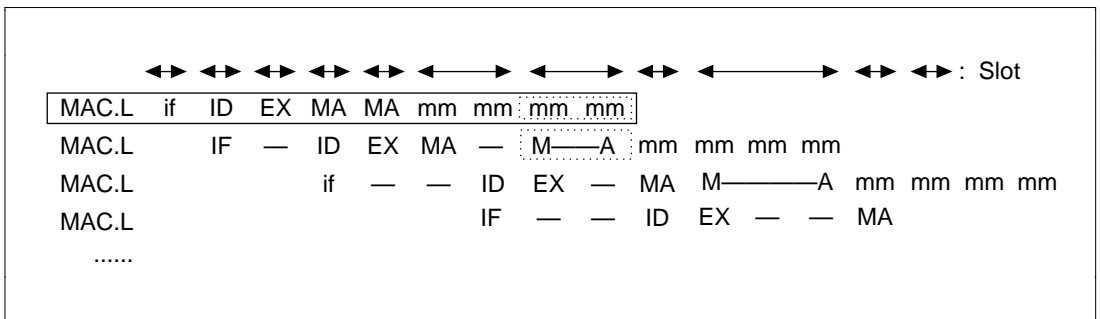 : Slot
MAC.L if ID EX MA MA mm mm mm mm
MAC.L IF — ID EX MA — M——A mm mm mm mm
MAC.L if — — ID EX — MA M————A mm mm mm mm
MAC.L IF — — ID EX — — MA
......